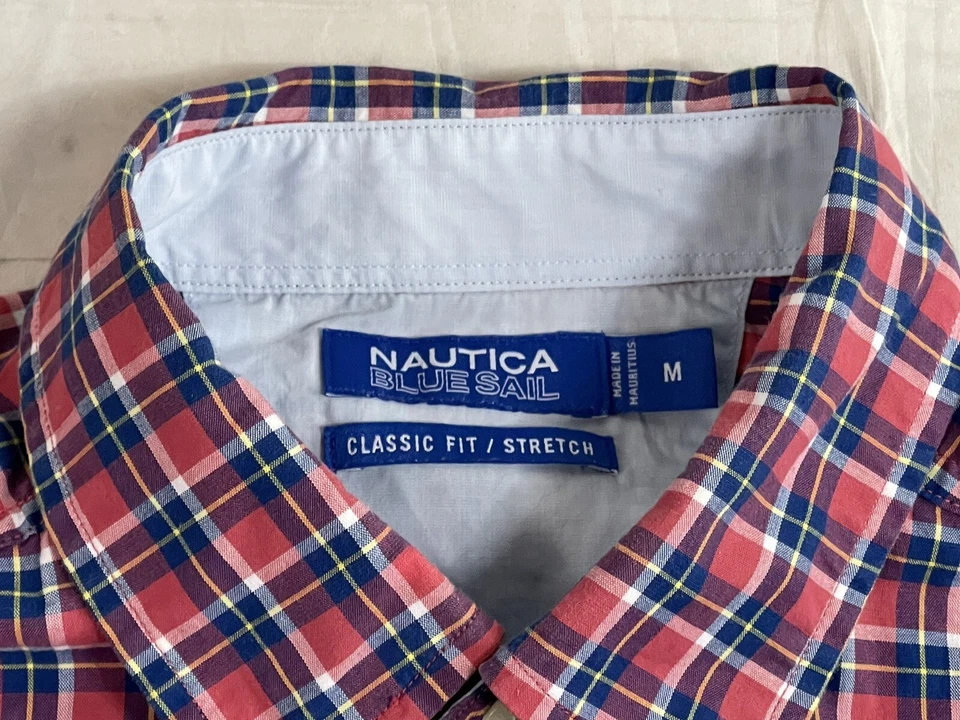 NAUTICA
BLUE SAIL
MADE IN
MAURITIUS
M
CLASSIC FIT / STRETCH